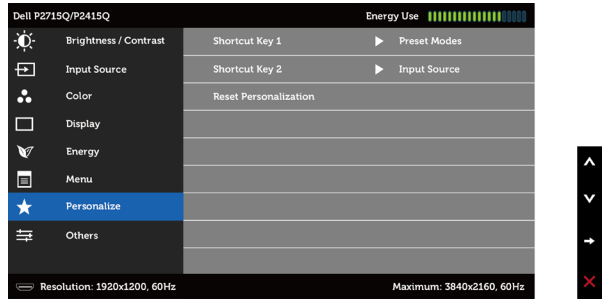 Dell P2715Q/P2415Q Energy Use
Brightness / Contrast Shortcut Key 1 Preset Modes
Input Source Shortcut Key 2 Input Source
Color Reset Personalization
Display
Energy
Menu
Personalize
Others
Resolution: 1920x1200, 60Hz Maximum: 3840x2160, 60Hz